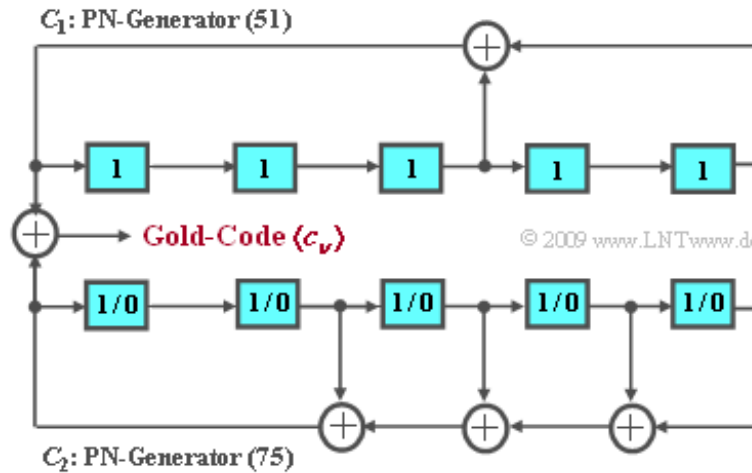 C₁: PN-Generator (51)
1 1 1 1 1
Gold-Code ⟨cᵥ⟩
© 2009 www.LNTwww.de
1/0 1/0 1/0 1/0 1/0
C₂: PN-Generator (75)